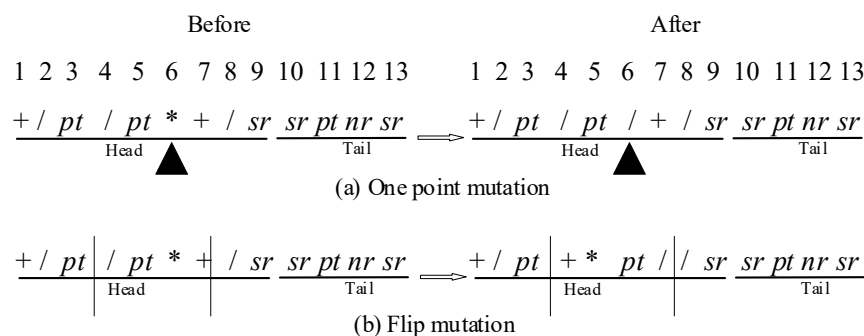 Before After
1 2 3 4 5 6 7 8 9 10 11 12 13 1 2 3 4 5 6 7 8 9 10 11 12 13
+ / pt / pt * + / sr sr pt nr sr + / pt / pt / + / sr sr pt nr sr
Head Tail Head Tail
(a) One point mutation
+ / pt / pt * + / sr sr pt nr sr + / pt + * pt / / sr sr pt nr sr
Head Tail Head Tail
(b) Flip mutation